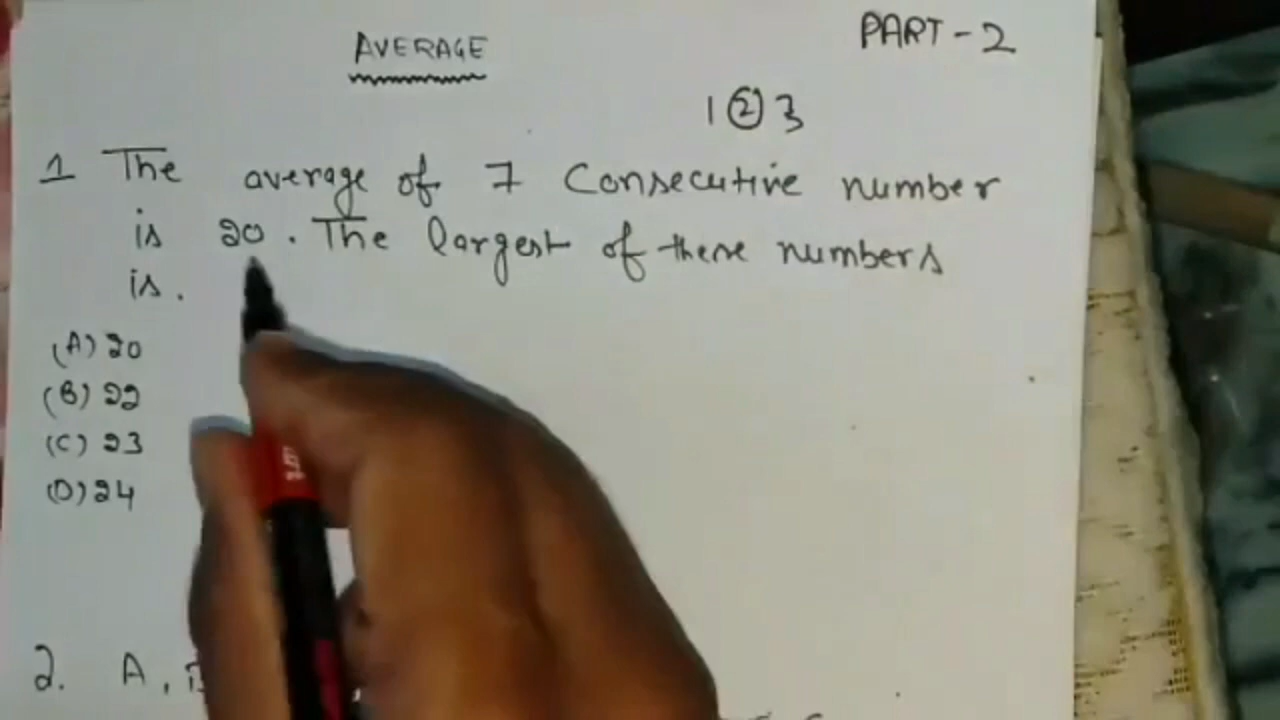 AVERAGE
PART-2
1 2 3
1 The average of 7 Consecutive number
is 20. The largest of these numbers
is.
(A) 20
(B) 22
(C) 23
(D) 24
2. A,